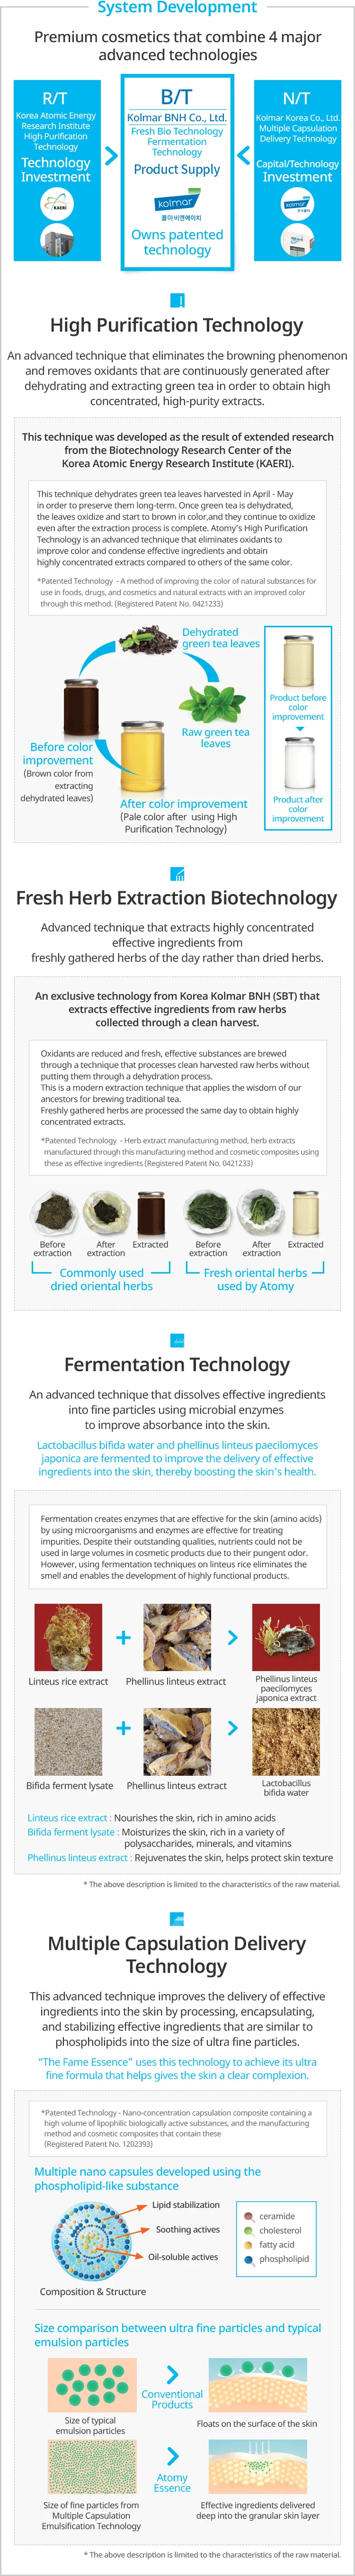 System Development
Premium cosmetics that combine 4 major
advanced technologies
R/T
Korea Atomic Energy
Research Institute
High Purification
Technology
Technology
Investment
KAERI
B/T
Kolmar BNH Co., Ltd.
Fresh Bio Technology
Fermentation
Technology
Product Supply
kolmar
콜마비앤에이치
Owns patented
technology
N/T
Kolmar Korea Co., Ltd.
Multiple Capsulation
Delivery Technology
Capital/Technology
Investment
kolmar
High Purification Technology
An advanced technique that eliminates the browning phenomenon
and removes oxidants that are continuously generated after
dehydrating and extracting green tea in order to obtain high
concentrated, high-purity extracts.
This technique was developed as the result of extended research
from the Biotechnology Research Center of the
Korea Atomic Energy Research Institute (KAERI).
This technique dehydrates green tea leaves harvested in April - May
in order to preserve them long-term. Once green tea is dehydrated,
the leaves oxidize and start to brown in color,and they continue to oxidize
even after the extraction process is complete. Atomy's High Purification
Technology is an advanced technique that eliminates oxidants to
improve color and condense effective ingredients and obtain
highly concentrated extracts compared to others of the same color.
*Patented Technology - A method of improving the color of natural substances for
use in foods, drugs, and cosmetics and natural extracts with an improved color
through this method. (Registered Patent No. 0421233)
Dehydrated
green tea leaves
Raw green tea
leaves
Before color
improvement
(Brown color from
extracting
dehydrated leaves)
After color improvement
(Pale color after using High
Purification Technology)
Product before
color
improvement
Product after
color
improvement
Fresh Herb Extraction Biotechnology
Advanced technique that extracts highly concentrated
effective ingredients from
freshly gathered herbs of the day rather than dried herbs.
An exclusive technology from Korea Kolmar BNH (SBT) that
extracts effective ingredients from raw herbs
collected through a clean harvest.
Oxidants are reduced and fresh, effective substances are brewed
through a technique that processes clean harvested raw herbs without
putting them through a dehydration process.
This is a modern extraction technique that applies the wisdom of our
ancestors for brewing traditional tea.
Freshly gathered herbs are processed the same day to obtain highly
concentrated extracts.
*Patented Technology - Herb extract manufacturing method, herb extracts
manufactured through this manufacturing method and cosmetic composites using
these as effective ingredients (Registered Patent No. 0421233)
Before
extraction
After
extraction
Extracted
Before
extraction
After
extraction
Extracted
Commonly used
dried oriental herbs
Fresh oriental herbs
used by Atomy
Fermentation Technology
An advanced technique that dissolves effective ingredients
into fine particles using microbial enzymes
to improve absorbance into the skin.
Lactobacillus bifida water and phellinus linteus paecilomyces
japonica are fermented to improve the delivery of effective
ingredients into the skin, thereby boosting the skin's health.
Fermentation creates enzymes that are effective for the skin (amino acids)
by using microorganisms and enzymes are effective for treating
impurities. Despite their outstanding qualities, nutrients could not be
used in large volumes in cosmetic products due to their pungent odor.
However, using fermentation techniques on linteus rice eliminates the
smell and enables the development of highly functional products.
Linteus rice extract
Phellinus linteus extract
Phellinus linteus
paecilomyces
japonica extract
Bifida ferment lysate
Phellinus linteus extract
Lactobacillus
bifida water
Linteus rice extract : Nourishes the skin, rich in amino acids
Bifida ferment lysate : Moisturizes the skin, rich in a variety of
polysaccharides, minerals, and vitamins
Phellinus linteus extract : Rejuvenates the skin, helps protect skin texture
* The above description is limited to the characteristics of the raw material.
Multiple Capsulation Delivery
Technology
This advanced technique improves the delivery of effective
ingredients into the skin by processing, encapsulating,
and stabilizing effective ingredients that are similar to
phospholipids into the size of ultra fine particles.
"The Fame Essence" uses this technology to achieve its ultra
fine formula that helps gives the skin a clear complexion.
*Patented Technology - Nano-concentration capsulation composite containing a
high volume of lipophilic biologically active substances, and the manufacturing
method and cosmetic composites that contain these
(Registered Patent No. 1202393)
Multiple nano capsules developed using the
phospholipid-like substance
Lipid stabilization
Soothing actives
Oil-soluble actives
Composition & Structure
ceramide
cholesterol
fatty acid
phospholipid
Size comparison between ultra fine particles and typical
emulsion particles
Size of typical
emulsion particles
Conventional
Products
Floats on the surface of the skin
Atomy
Essence
Size of fine particles from
Multiple Capsulation
Emulsification Technology
Effective ingredients delivered
deep into the granular skin layer
* The above description is limited to the characteristics of the raw material.